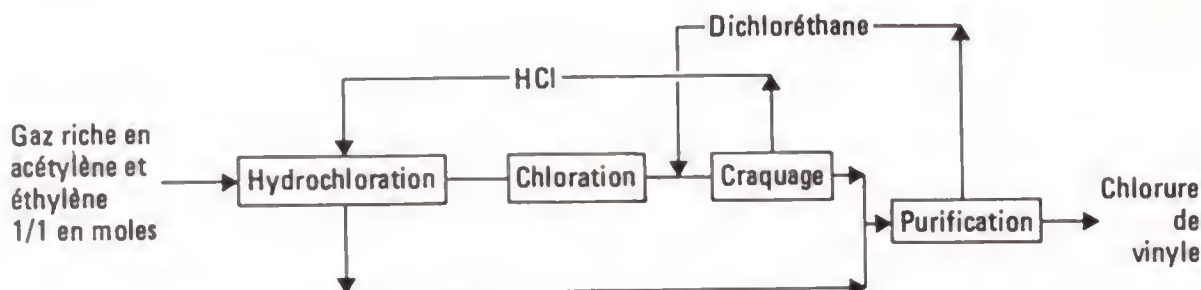 Dichloréthane
HCl
Gaz riche en
acétylène et
éthylène
1/1 en moles
Hydrochloration
Chloration
Craquage
Purification
Chlorure
de
vinyle